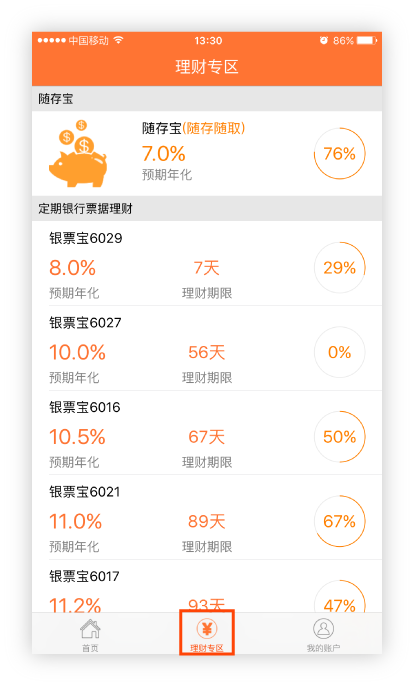 中国移动 13:30 86%
理财专区
随存宝
$ $ $
随存宝(随存随取)
7.0%
预期年化
76%
定期银行票据理财
银票宝6029
8.0% 7天 29%
预期年化 理财期限
银票宝6027
10.0% 56天 0%
预期年化 理财期限
银票宝6016
10.5% 67天 50%
预期年化 理财期限
银票宝6021
11.0% 89天 67%
预期年化 理财期限
银票宝6017
11.2% 93天 47%
¥
首页 理财专区 我的账户